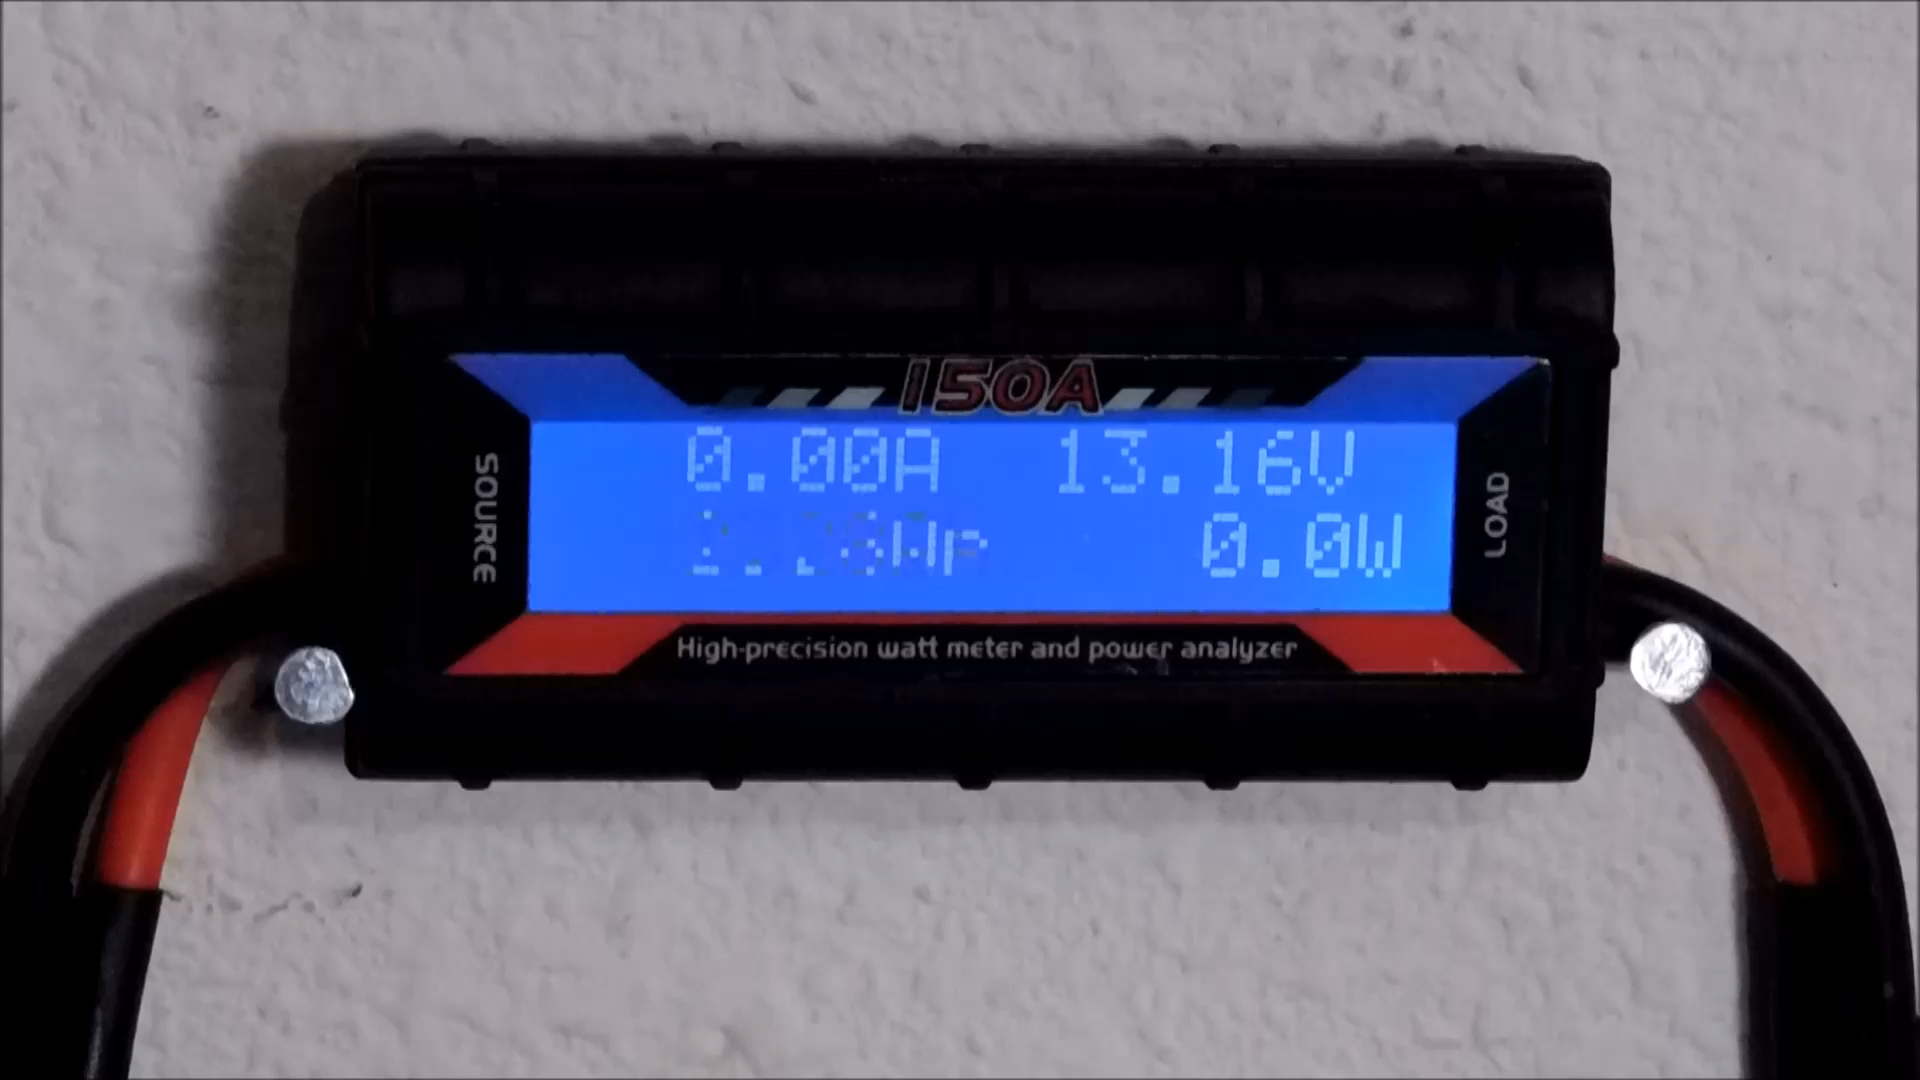 150A
SOURCE
0.00A 13.16V
0.0W
LOAD
High-precision watt meter and power analyzer